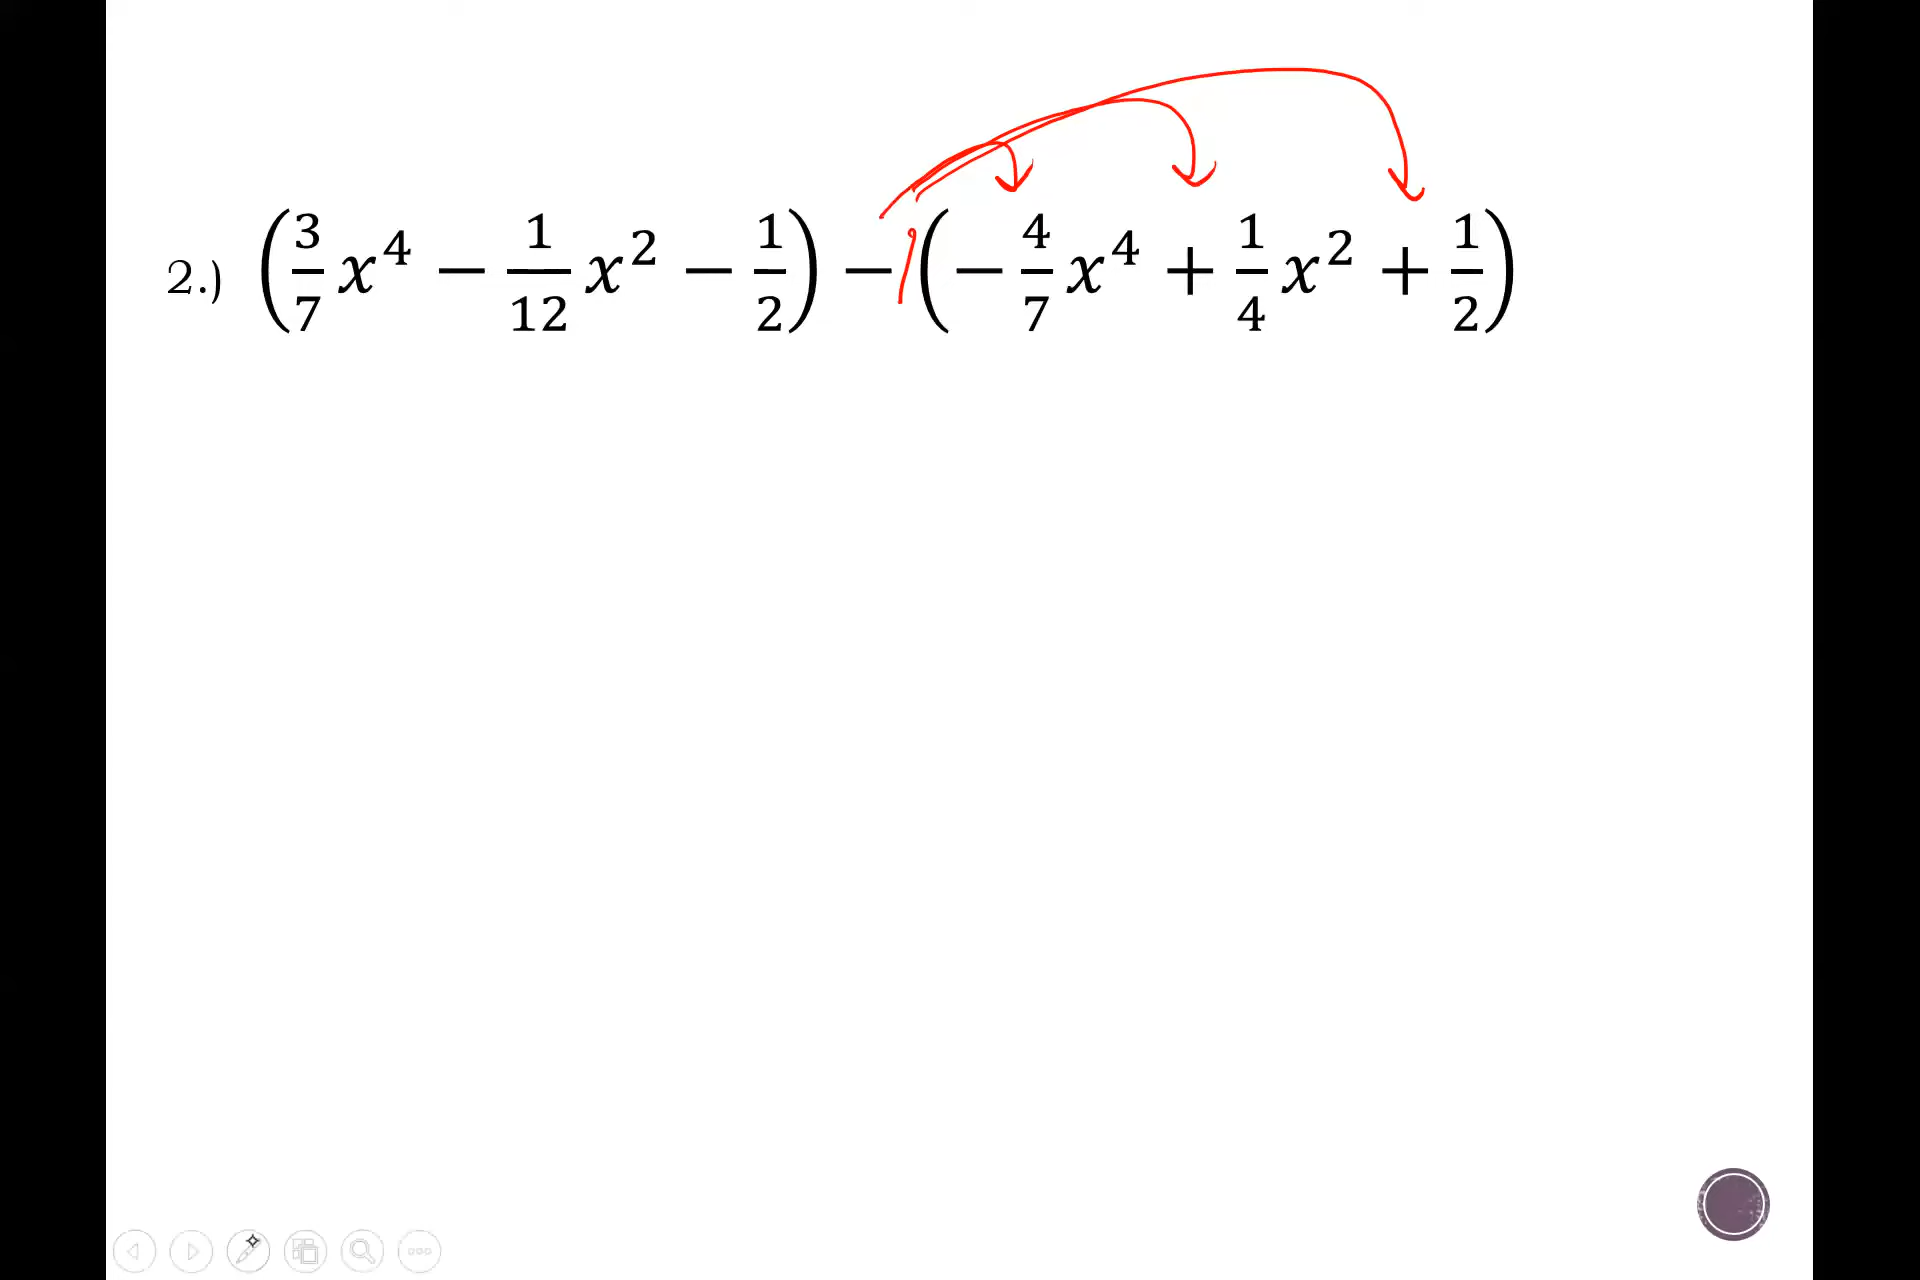 2.) (3/7 x^4 − 1/12 x^2 − 1/2) − 1(− 4/7 x^4 + 1/4 x^2 + 1/2)